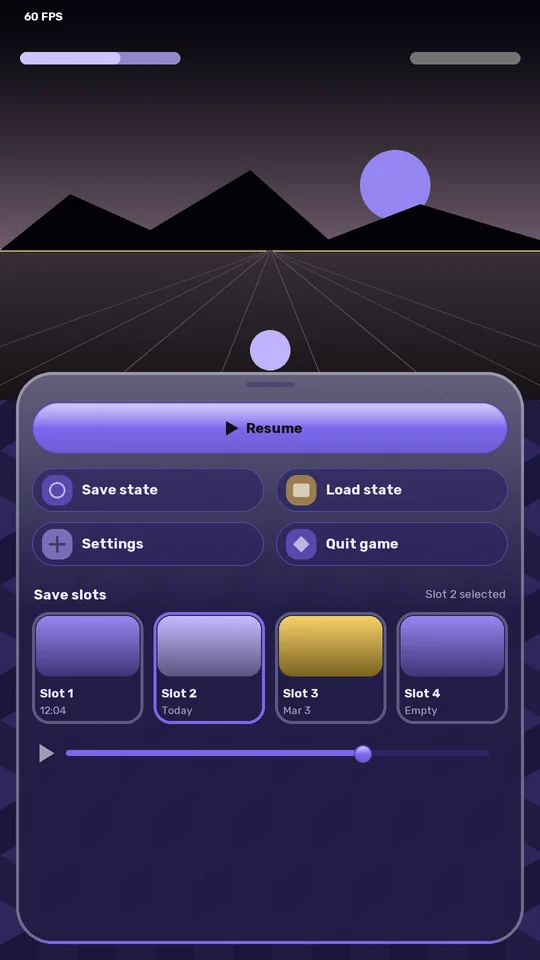 60 FPS
Resume
Save state
Load state
Settings
Quit game
Save slots
Slot 2 selected
Slot 1
12:04
Slot 2
Today
Slot 3
Mar 3
Slot 4
Empty